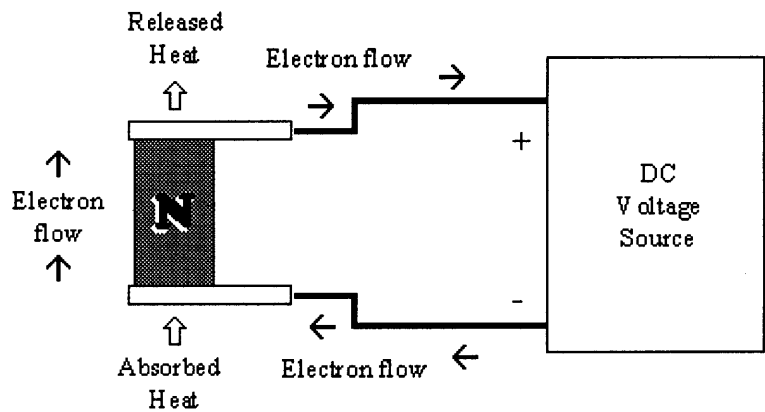 Released
Heat
Electron flow
+
Electron
flow
N
DC
Voltage
Source
-
Electron flow
Absorbed
Heat